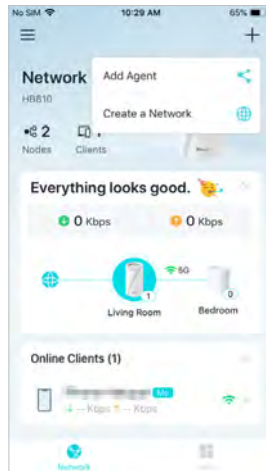 No SIM 10:29 AM 65%
Network
Add Agent
HB810
Create a Network
2
Nodes Clients
Everything looks good.
0 Kbps 0 Kbps
5G
1 0
Living Room Bedroom
Online Clients (1)
Me
-- Kbps -- Kbps
Network